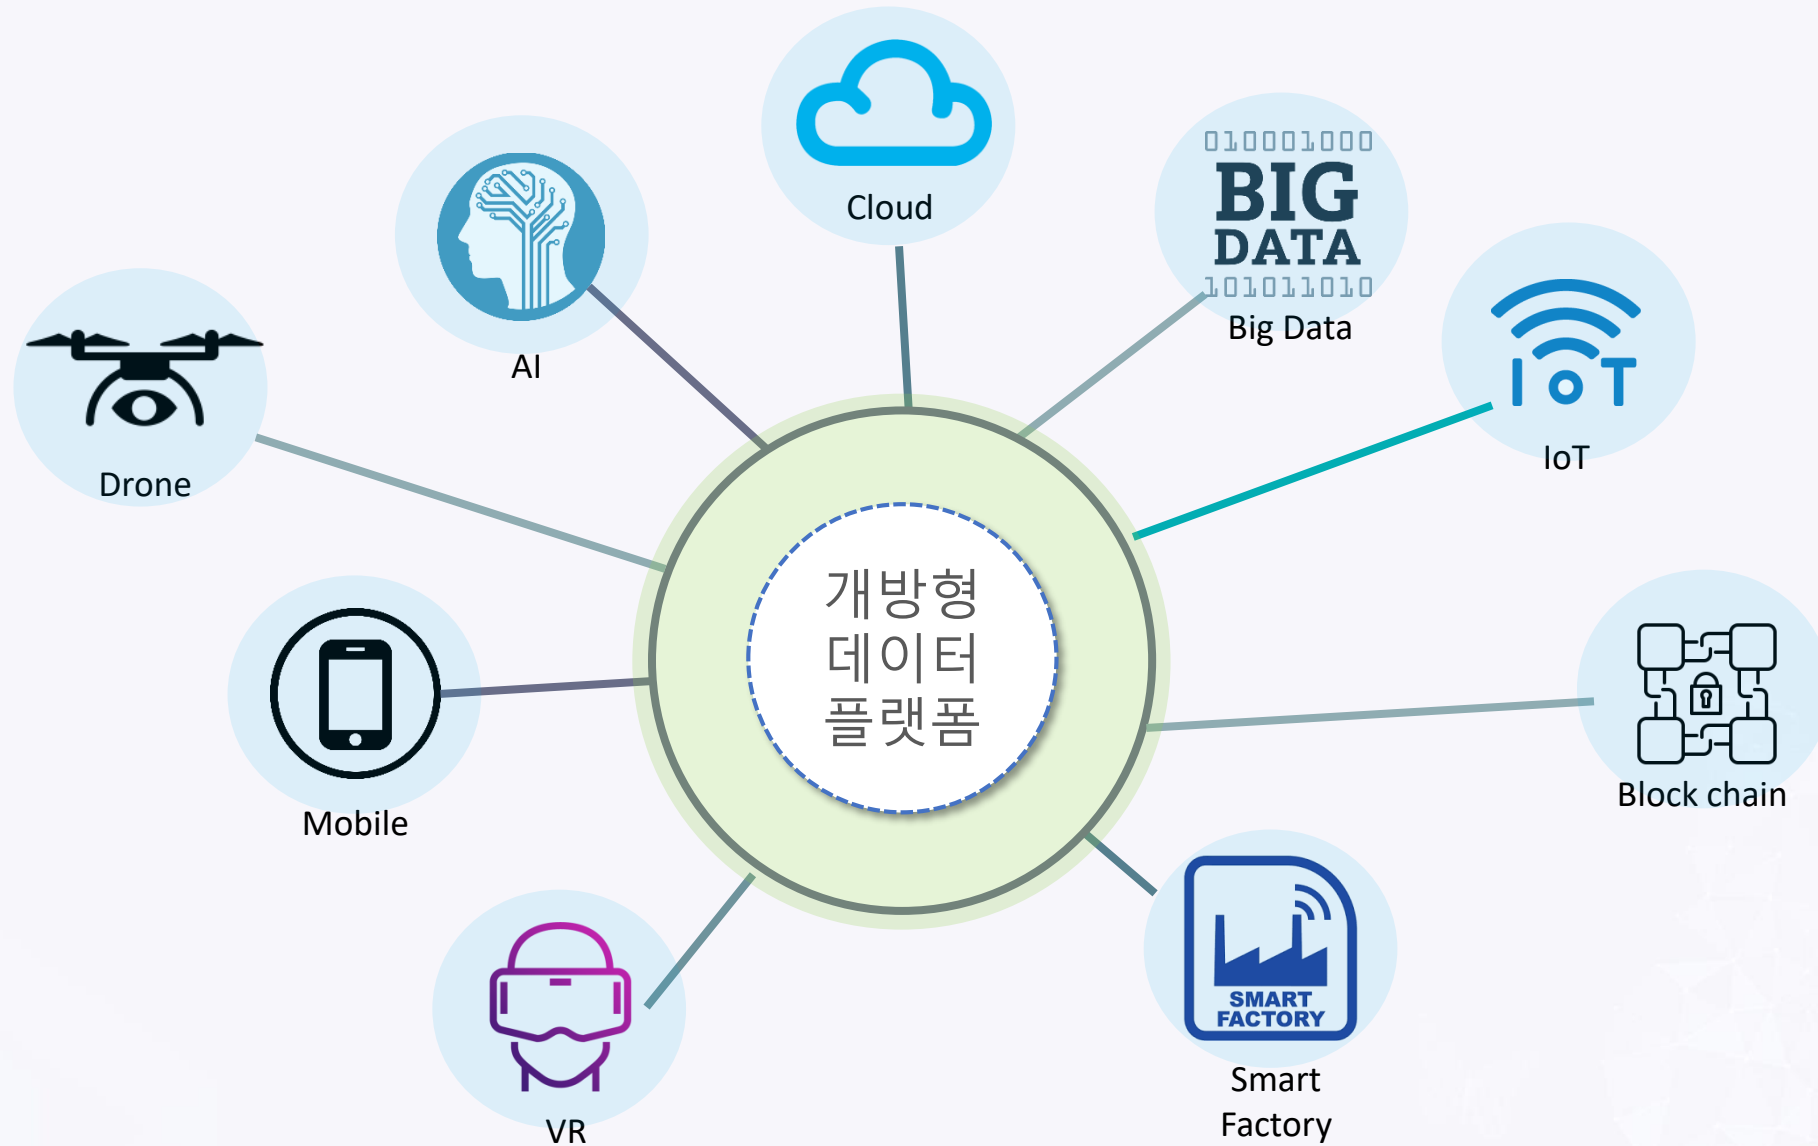 Cloud
010001000
BIG
DATA
101011010
Big Data
AI
IoT
IoT
Drone
개방형
데이터
플랫폼
Block chain
Mobile
SMART
FACTORY
Smart
Factory
VR